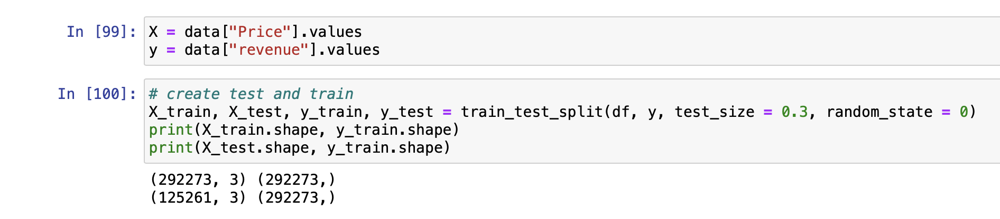 In [99]: X = data["Price"].values
y = data["revenue"].values
In [100]: # create test and train
X_train, X_test, y_train, y_test = train_test_split(df, y, test_size = 0.3, random_state = 0)
print(X_train.shape, y_train.shape)
print(X_test.shape, y_train.shape)
(292273, 3) (292273,)
(125261, 3) (292273,)